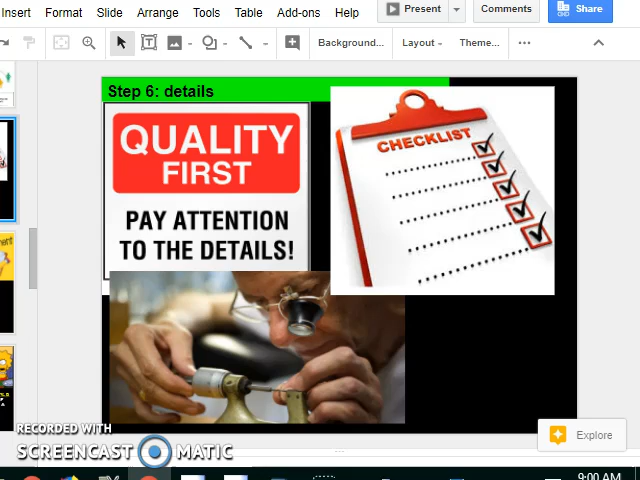 Insert Format Slide Arrange Tools Table Add-ons Help
Present Comments Share
Background... Layout Theme...
Step 6: details
QUALITY
FIRST
PAY ATTENTION
TO THE DETAILS!
CHECKLIST
RECORDED WITH
SCREENCAST MATIC
Explore
9:00 AM